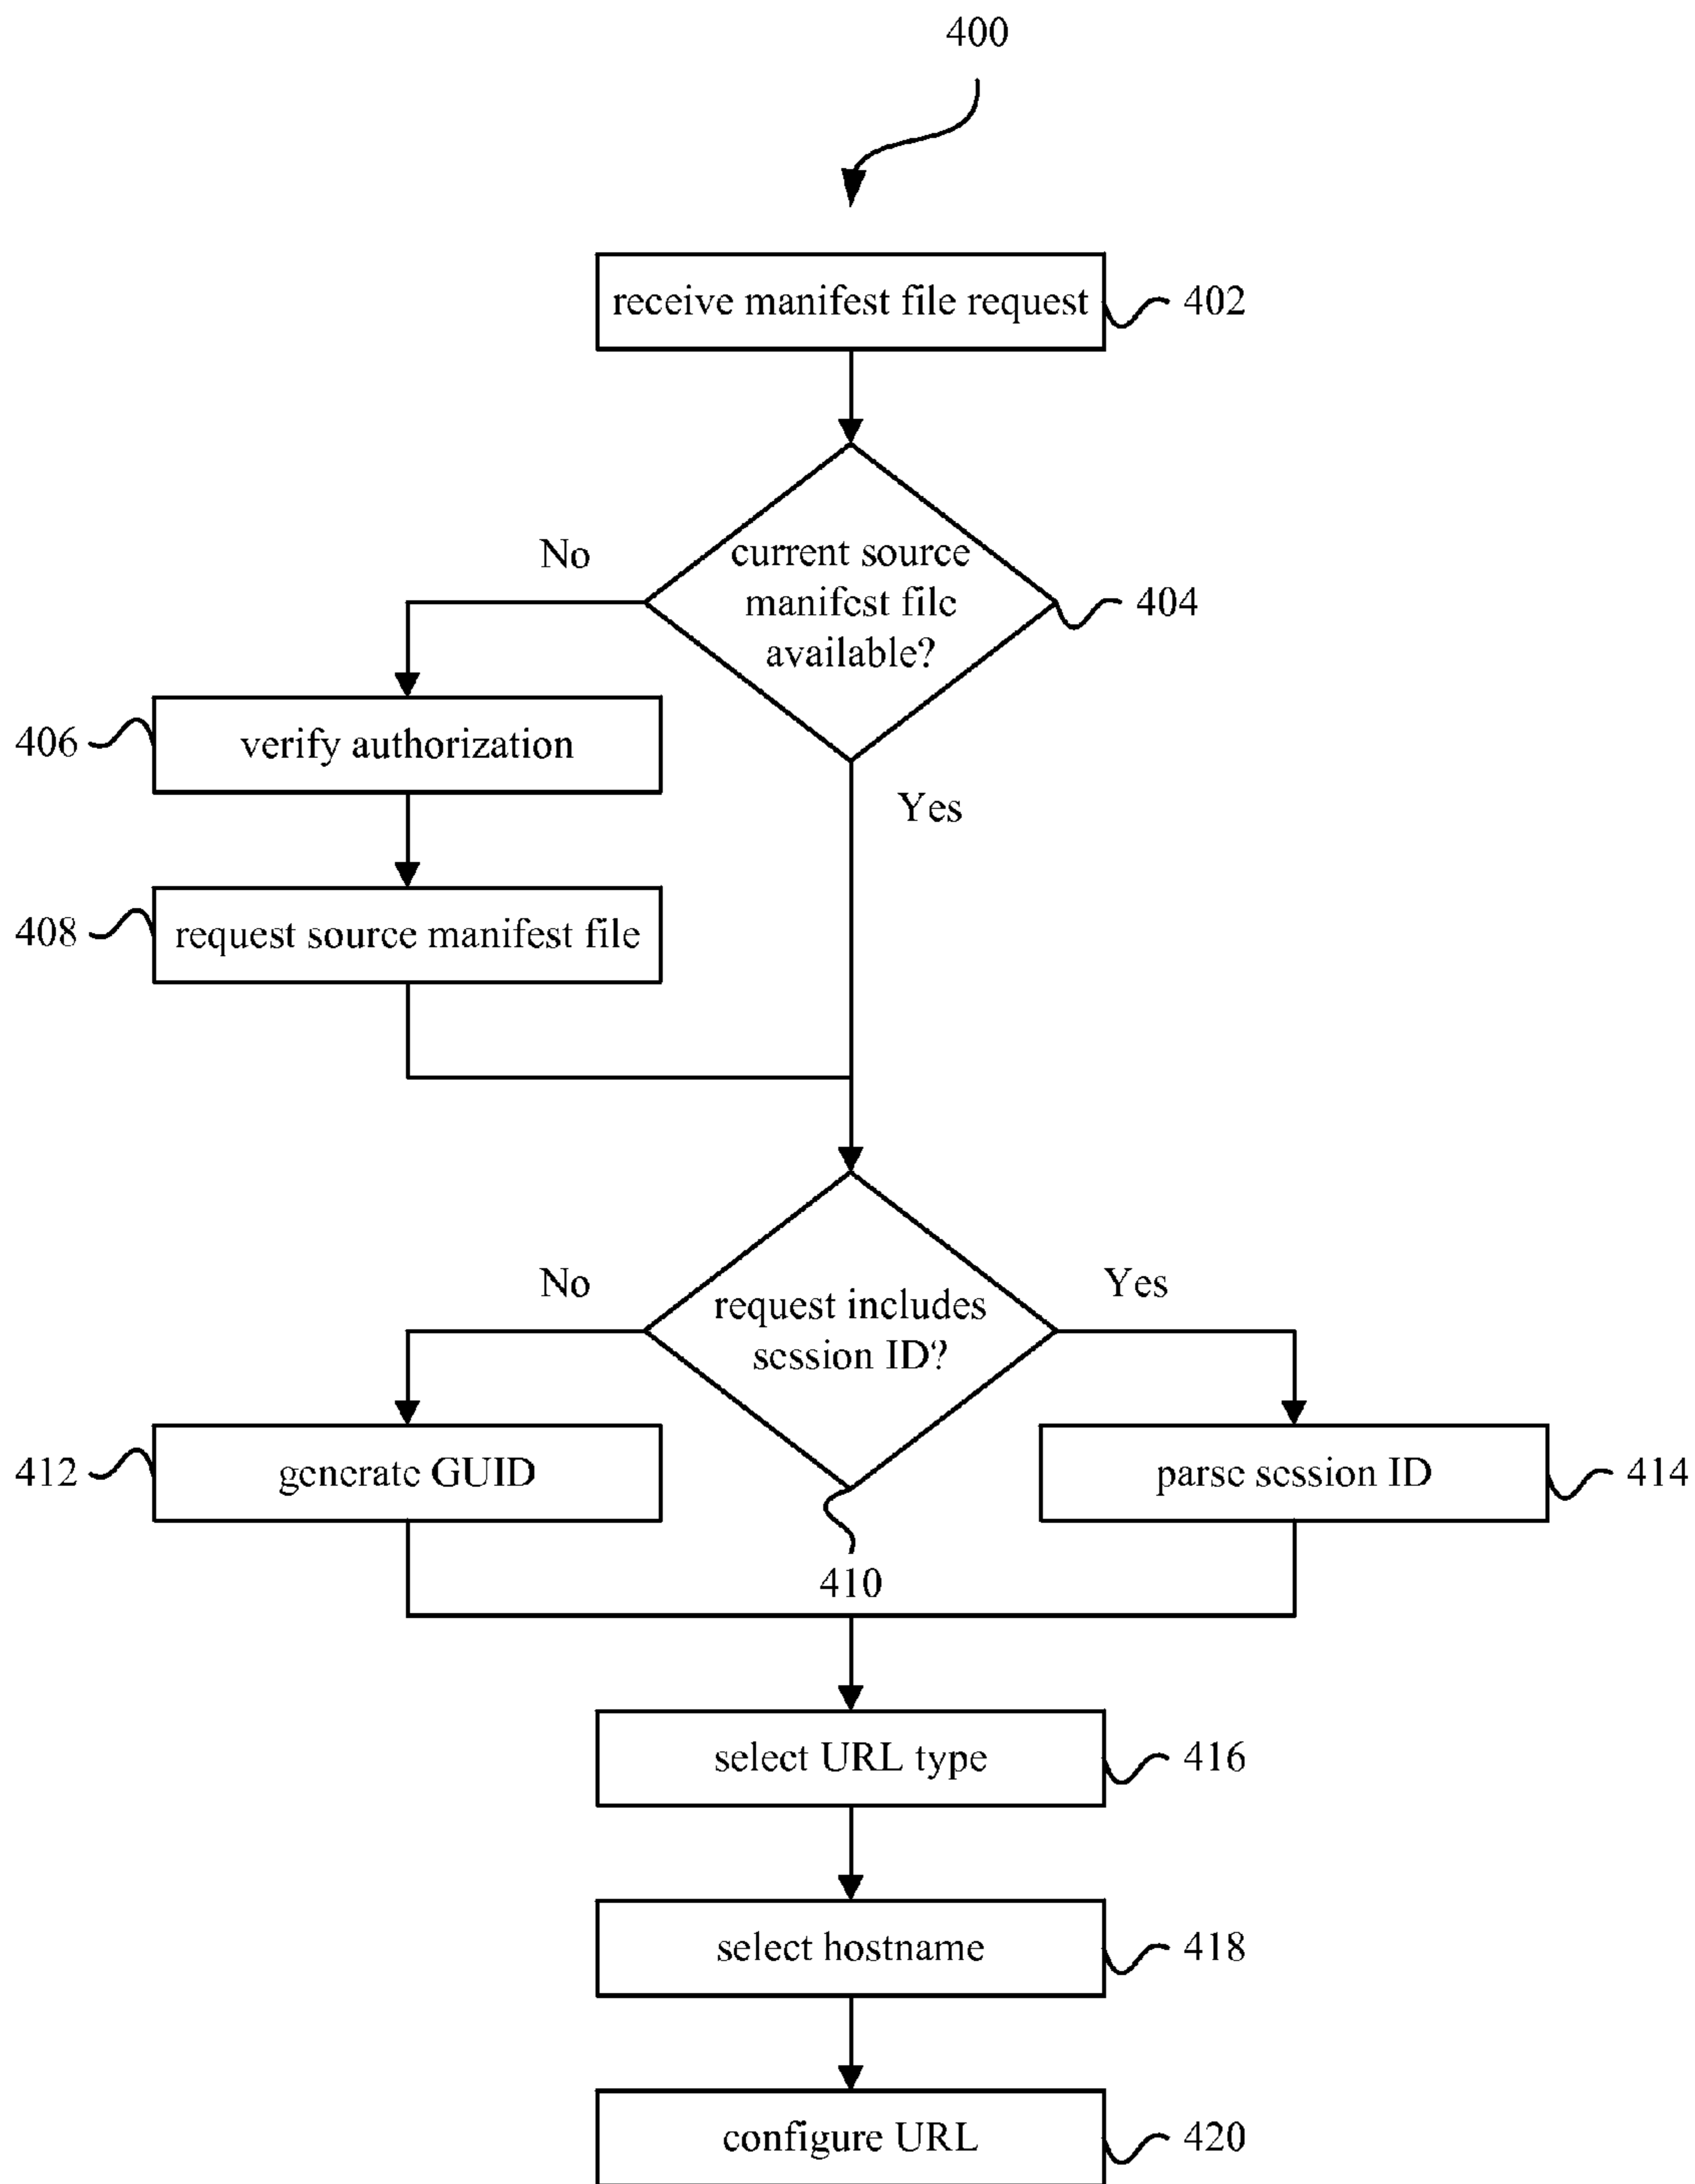 400
receive manifest file request
402
No
current source
manifest file
available?
404
406
verify authorization
Yes
408
request source manifest file
No
Yes
request includes
session ID?
412
generate GUID
parse session ID
414
410
select URL type
416
select hostname
418
configure URL
420